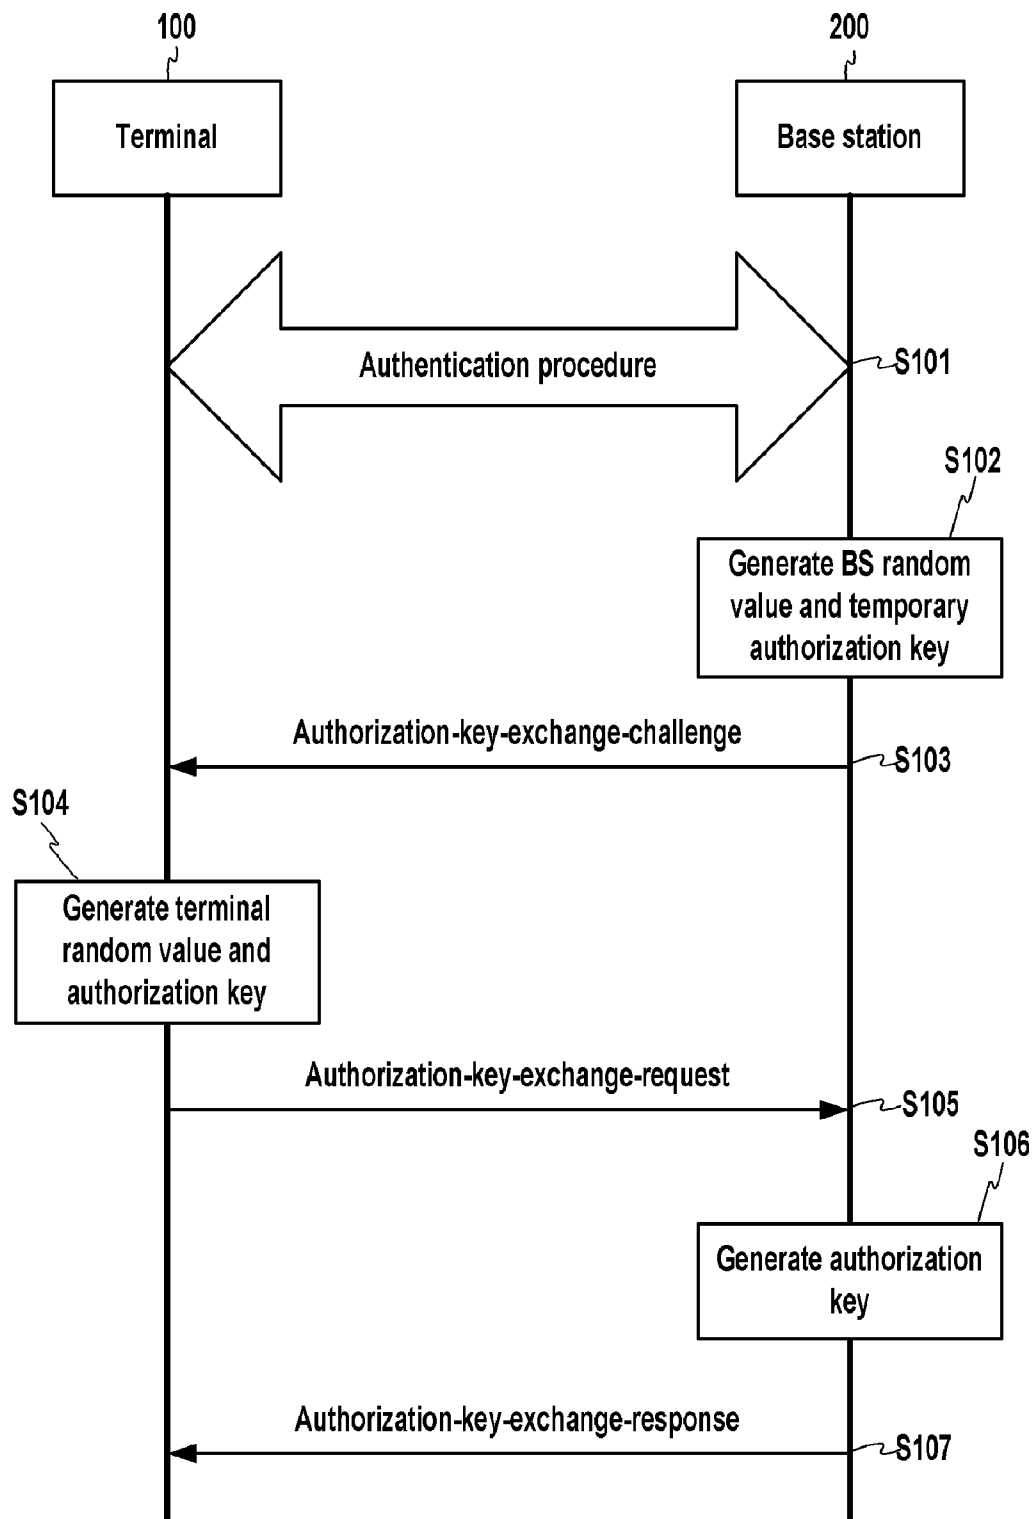 100
200
Terminal
Base station
Authentication procedure
S101
S102
Generate BS random
value and temporary
authorization key
Authorization-key-exchange-challenge
S103
S104
Generate terminal
random value and
authorization key
Authorization-key-exchange-request
S105
S106
Generate authorization
key
Authorization-key-exchange-response
S107